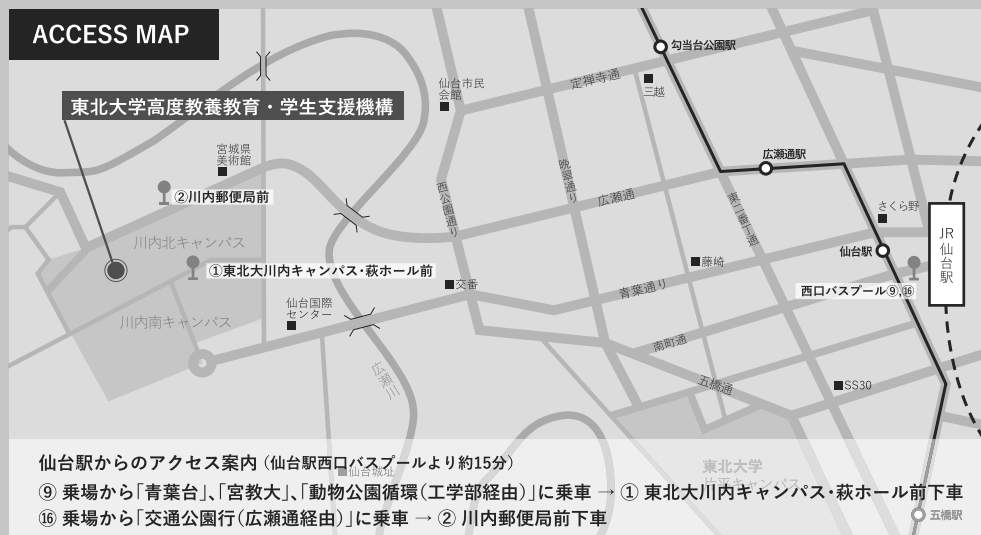 ACCESS MAP
勾当台公園駅
定禅寺通
三越
仙台市民
会館
東北大学高度教養教育・学生支援機構
宮城県
美術館
広瀬通駅
晩翠通り
広瀬通
西公園通り
東二番丁通
さくら野
②川内郵便局前
川内北キャンパス
仙台駅
JR仙台駅
①東北大川内キャンパス・萩ホール前
藤崎
交番
青葉通り
西口バスプール⑨,⑯
仙台国際
センター
川内南キャンパス
南町通
広瀬川
五橋通
SS30
仙台駅からのアクセス案内（仙台駅西口バスプールより約15分）
仙台城址
東北大学
片平キャンパス
⑨ 乗場から「青葉台」、「宮教大」、「動物公園循環（工学部経由）」に乗車 → ① 東北大川内キャンパス・萩ホール前下車
⑯ 乗場から「交通公園行（広瀬通経由）」に乗車 → ② 川内郵便局前下車
五橋駅